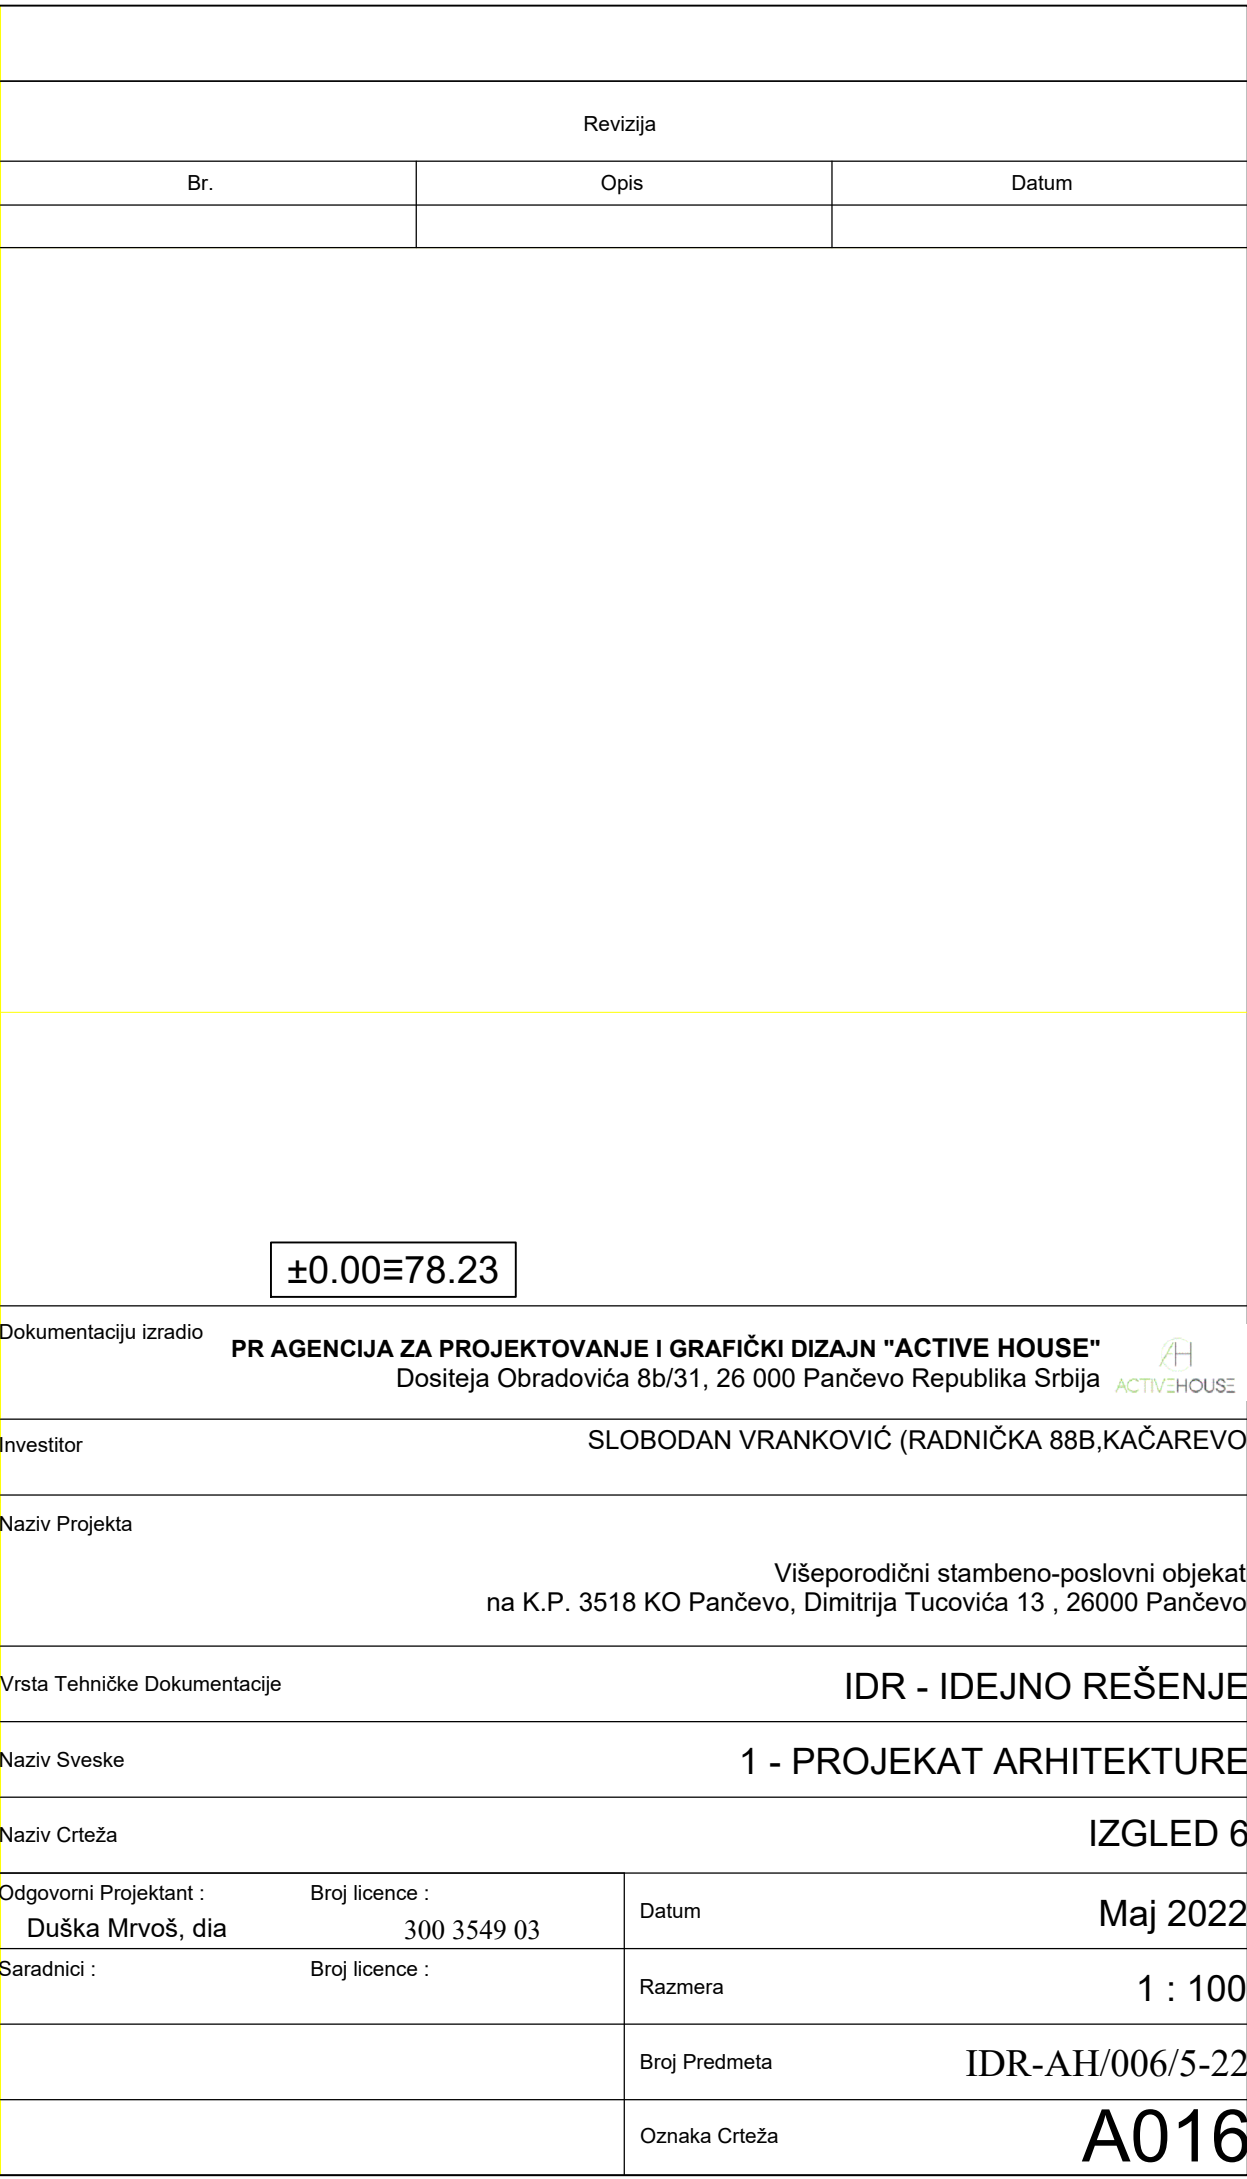 Revizija
Br. Opis Datum
±0.00≡78.23
Dokumentaciju izradio
PR AGENCIJA ZA PROJEKTOVANJE I GRAFIČKI DIZAJN "ACTIVE HOUSE"
Dositeja Obradovića 8b/31, 26 000 Pančevo Republika Srbija
AH
ACTIVEHOUSE
Investitor
SLOBODAN VRANKOVIĆ (RADNIČKA 88B,KAČAREVO
Naziv Projekta
Višeporodični stambeno-poslovni objekat
na K.P. 3518 KO Pančevo, Dimitrija Tucovića 13 , 26000 Pančevo
Vrsta Tehničke Dokumentacije IDR - IDEJNO REŠENJE
Naziv Sveske 1 - PROJEKAT ARHITEKTURE
Naziv Crteža IZGLED 6
Odgovorni Projektant : Broj licence :
Duška Mrvoš, dia 300 3549 03
Datum Maj 2022
Saradnici : Broj licence :
Razmera 1 : 100
Broj Predmeta IDR-AH/006/5-22
Oznaka Crteža A016